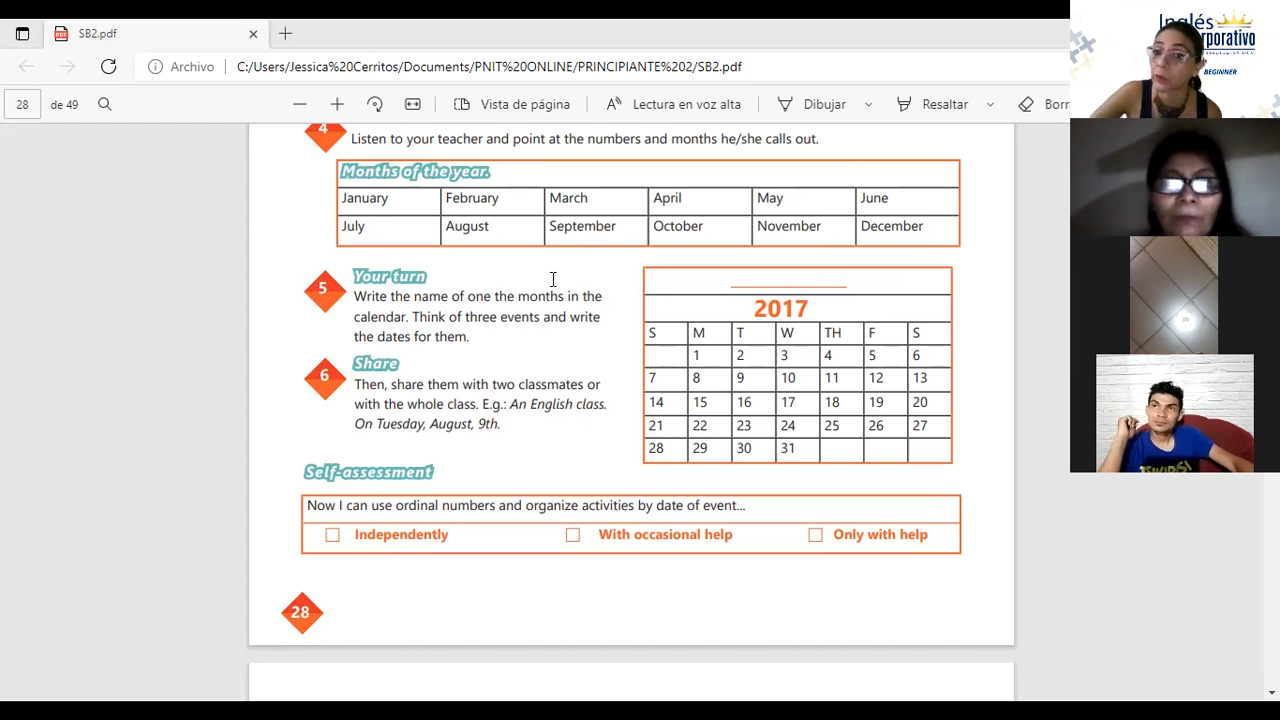 SB2.pdf
Archivo
C:/Users/Jessica%20Cerros/Documents/
/SB2.pdf
28
de 49
Vista de página
Lectura en voz alta
Dibujar
Resaltar
Borr
4
Listen to your teacher and point at the numbers and months he/she calls out.
Months of the year.
January February March April May June
July August September October November December
5
Your turn
Write the name of one the months in the
calendar. Think of three events and write
the dates for them.
6
Share
Then, share them with two classmates or
with the whole class. E.g.: An English class.
On Tuesday, August, 9th.
2017
S M T W TH F S
1 2 3 4 5 6
7 8 9 10 11 12 13
14 15 16 17 18 19 20
21 22 23 24 25 26 27
28 29 30 31
Self-assessment
Now I can use ordinal numbers and organize activities by date of event...
Independently With occasional help Only with help
28
Inglés
rporativo
BEGINNER